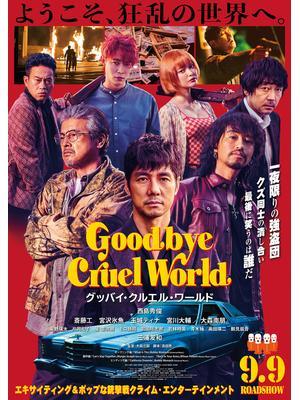 ようこそ、狂乱の世界へ。
一夜限りの強盗団
クズ同士の潰し合い
最後に笑うのは誰だ
Goodbye
Cruel World
グッバイ・クルエル・ワールド
西島秀俊
斎藤工 宮沢氷魚 玉城ティナ 宮川大輔 大森南朋
三浦友和
9.9
ROADSHOW
エキサイティング&ポップな銃撃戦クライム・エンターテインメント